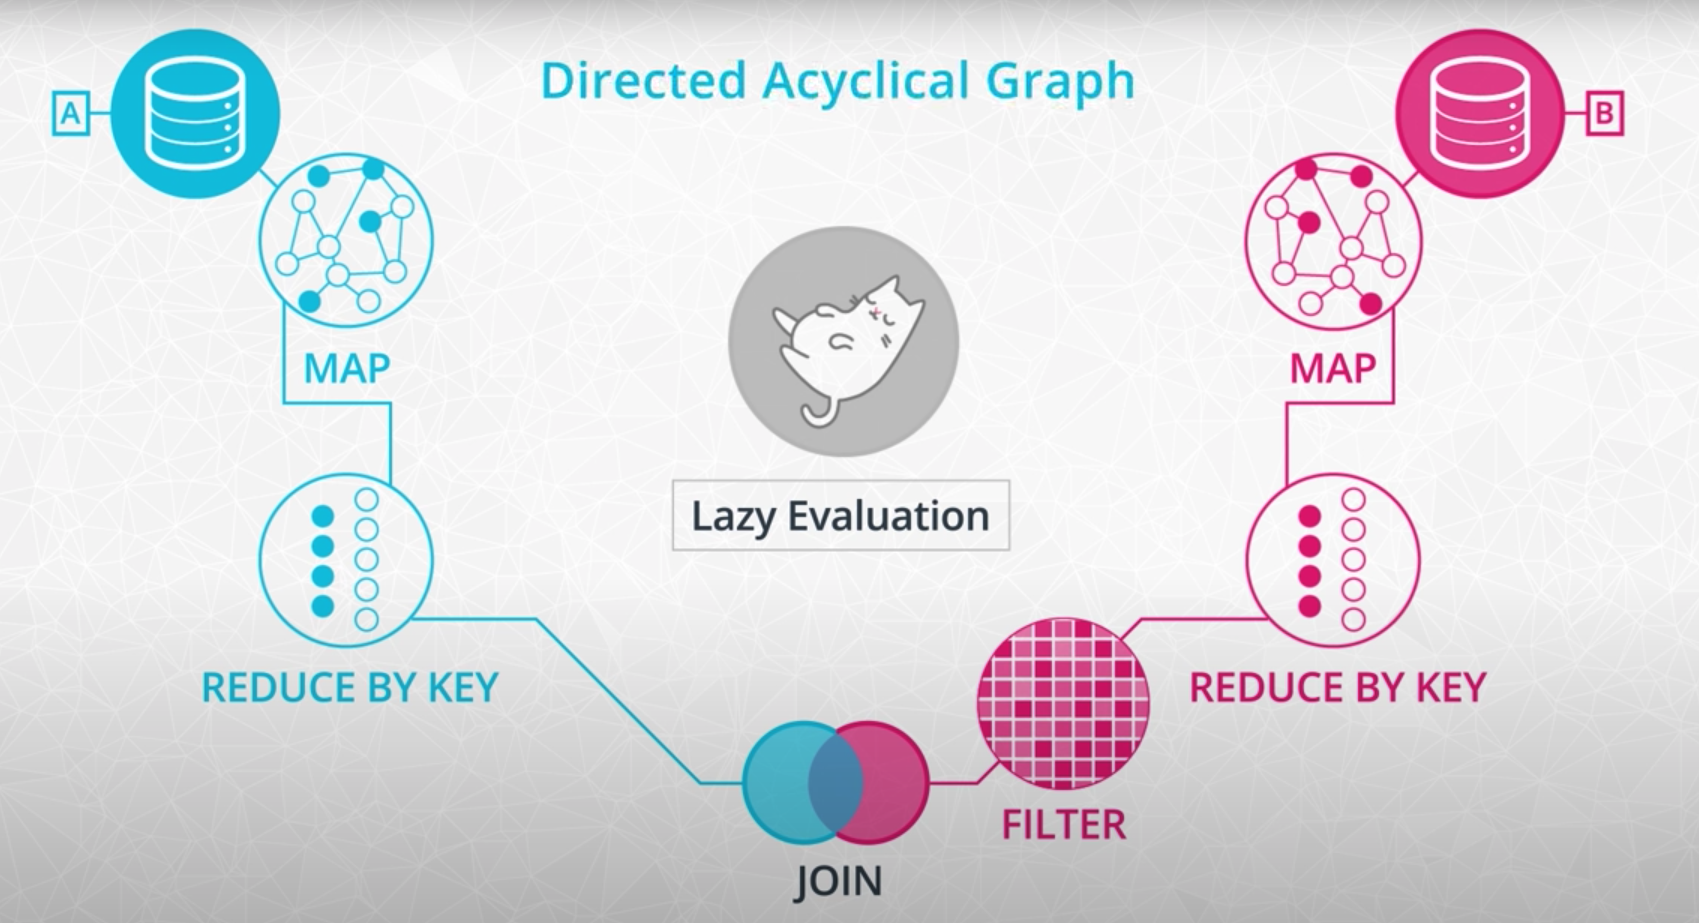 Directed Acyclical Graph
A
B
MAP
MAP
Lazy Evaluation
REDUCE BY KEY
REDUCE BY KEY
FILTER
JOIN